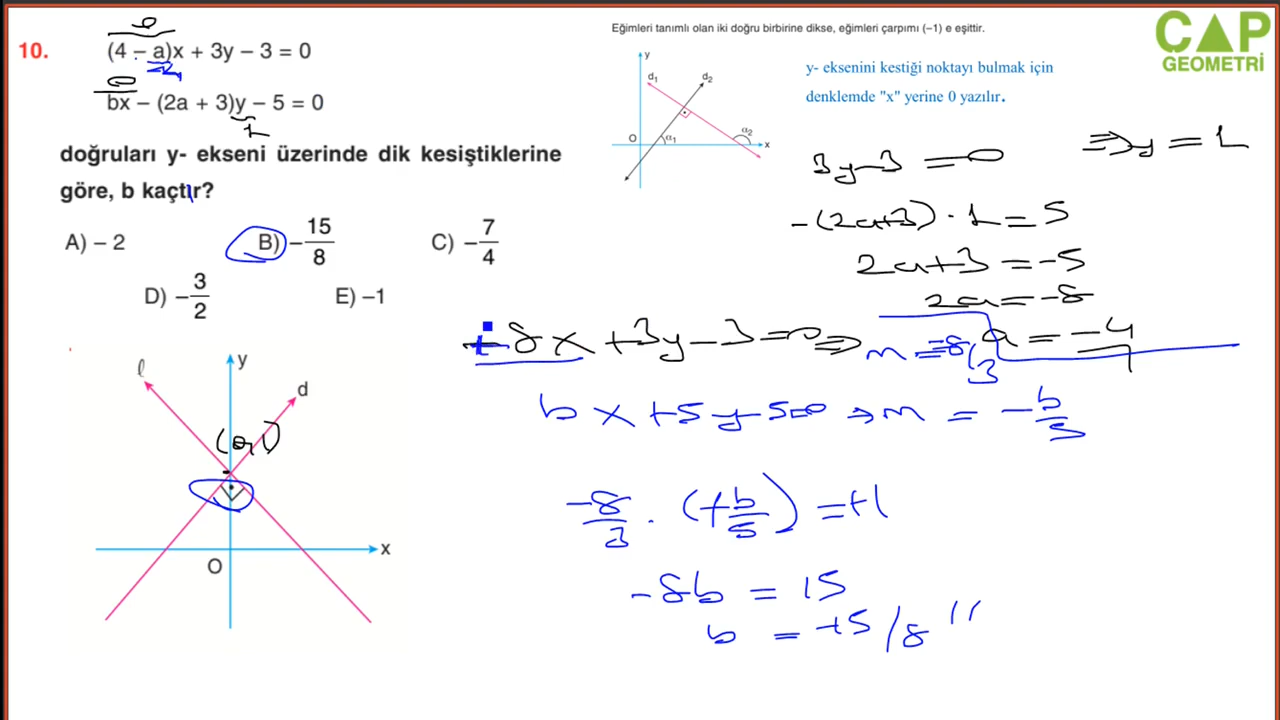 10.
(4 – a)x + 3y – 3 = 0
bx – (2a + 3)y – 5 = 0
doğruları y- ekseni üzerinde dik kesiştiklerine
göre, b kaçtır?
A) – 2
B) –15/8
C) –7/4
D) –3/2
E) –1
Eğimleri tanımlı olan iki doğru birbirine dikse, eğimleri çarpımı (–1) e eşittir.
y
d₁
d₂
O
α₁
α₂
x
y- eksenini kestiği noktayı bulmak için
denklemde "x" yerine 0 yazılır.
CAP
GEOMETRİ
3y-3 = 0
⇒ y = 1
-(2a+3) · 1 = 5
2a+3 = -5
2a = -8
a = -4
8x + 3y - 3 = 0 ⇒ m = -8/3
bx + 5y - 5 = 0 ⇒ m = -b/5
-8/3 · (+b/5) = +1
-8b = 15
b = -15/8 //
ℓ
y
d
(0,1)
O
x